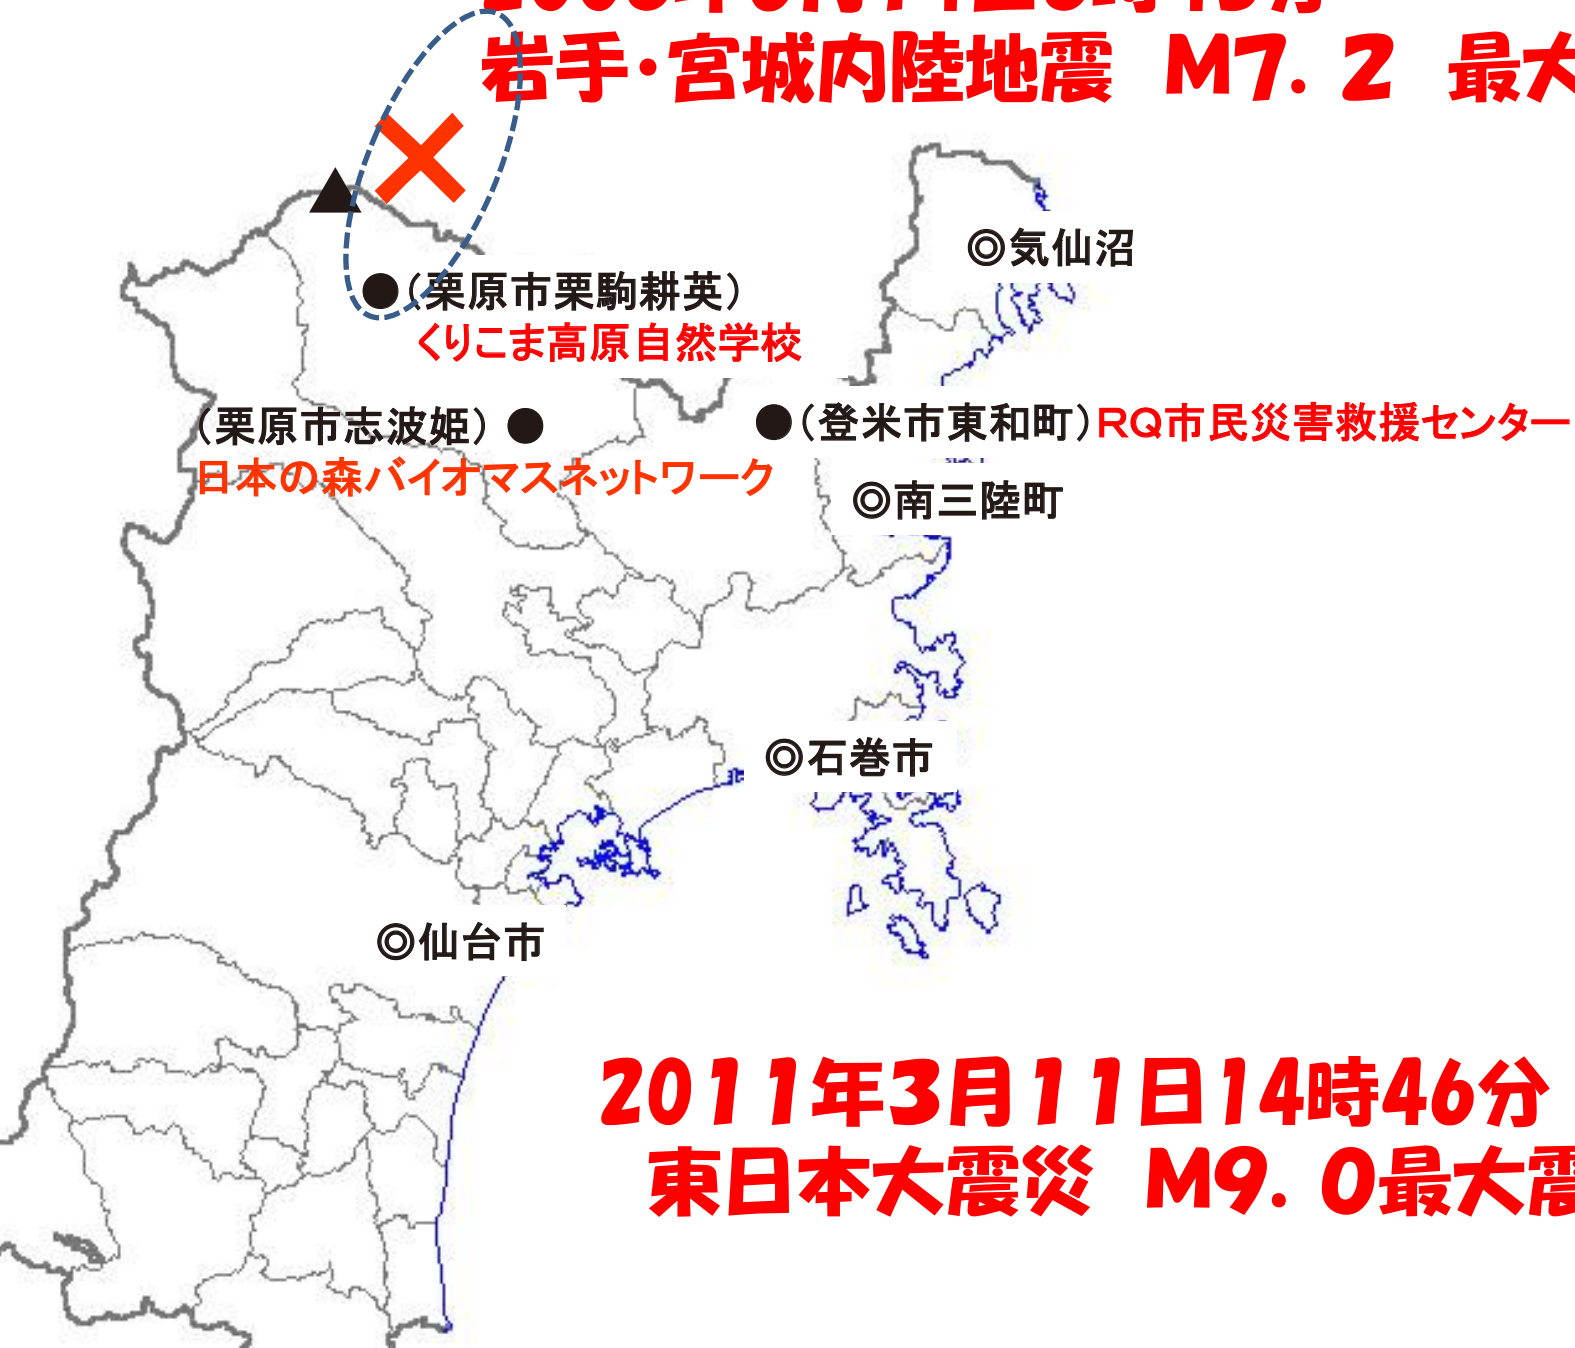 岩手・宮城内陸地震　M7．2　最大
◎気仙沼
●（栗原市栗駒耕英）
くりこま高原自然学校
（栗原市志波姫）●
●（登米市東和町）RQ市民災害救援センター
日本の森バイオマスネットワーク
◎南三陸町
◎石巻市
◎仙台市
2011年3月11日14時46分
東日本大震災　M9．0最大震